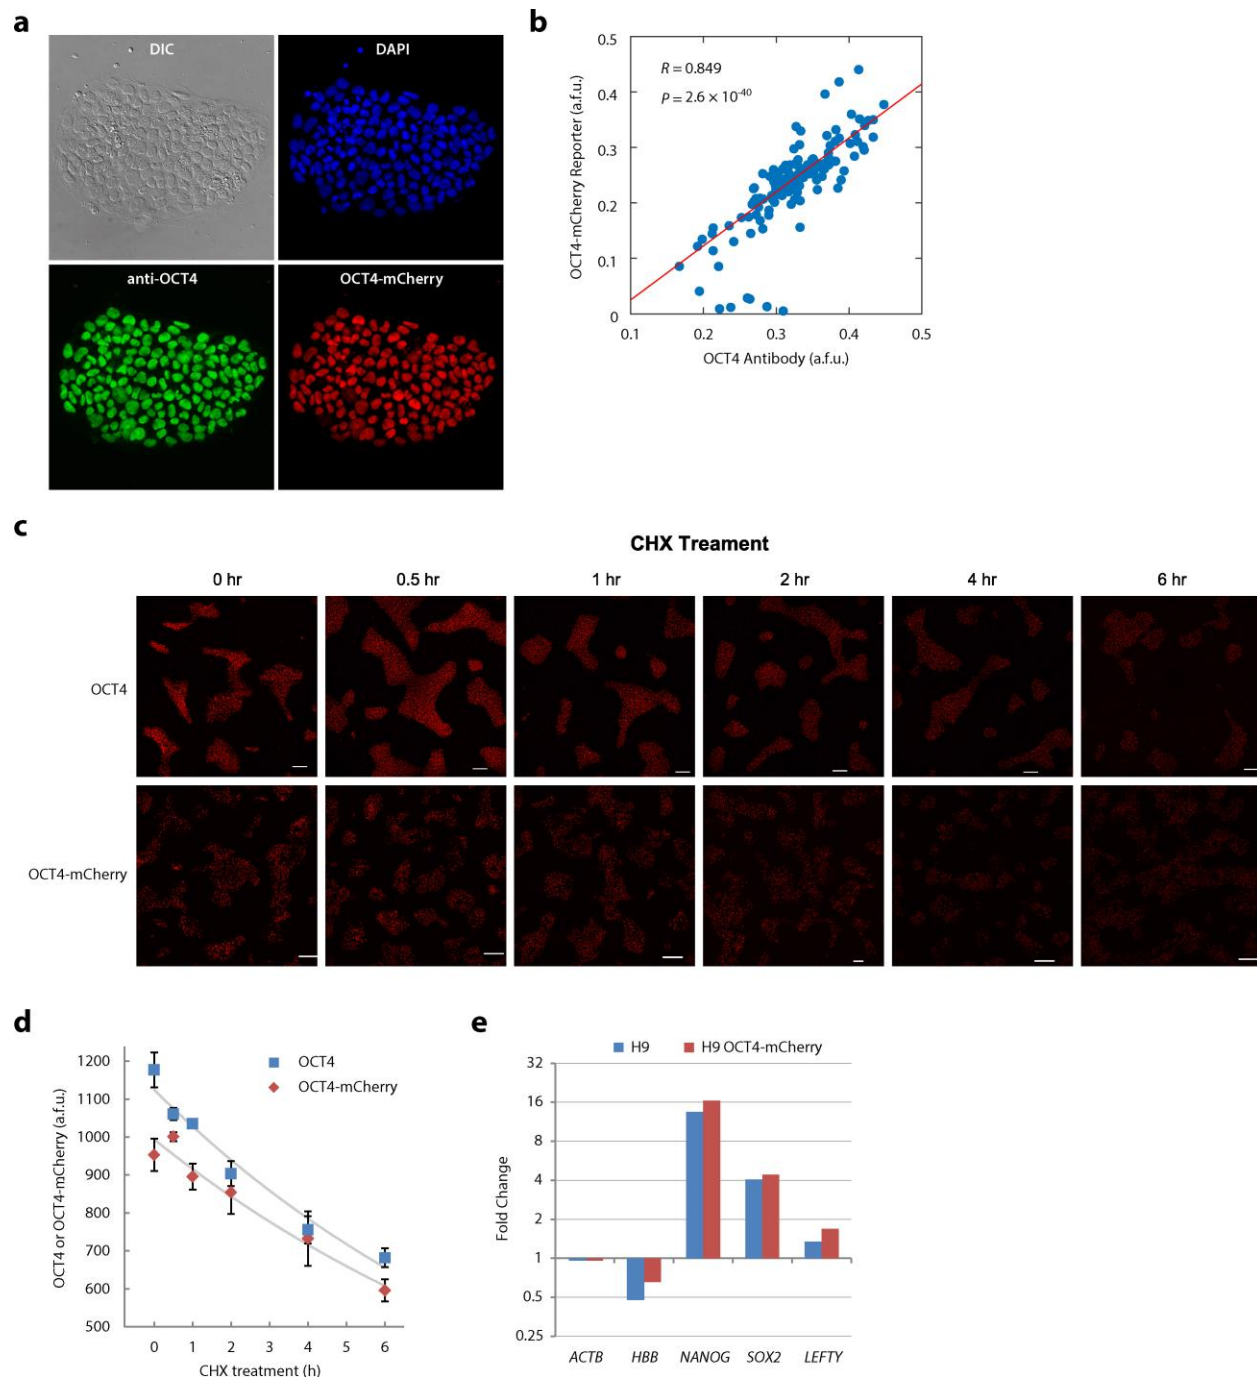 a
DIC
DAPI
anti-OCT4
OCT4-mCherry
b
0.5
0.4
0.3
0.2
0.1
0
R = 0.849
P = 2.6 × 10⁻⁴⁰
OCT4-mCherry Reporter (a.f.u.)
0.1 0.2 0.3 0.4 0.5
OCT4 Antibody (a.f.u.)
c
CHX Treament
0 hr 0.5 hr 1 hr 2 hr 4 hr 6 hr
OCT4
OCT4-mCherry
d
OCT4 or OCT4-mCherry (a.f.u.)
1200
1100
1000
900
800
700
600
500
OCT4
OCT4-mCherry
0 1 2 3 4 5 6
CHX treatment (h)
e
H9 H9 OCT4-mCherry
Fold Change
32
16
8
4
2
1
0.5
0.25
ACTB HBB NANOG SOX2 LEFTY